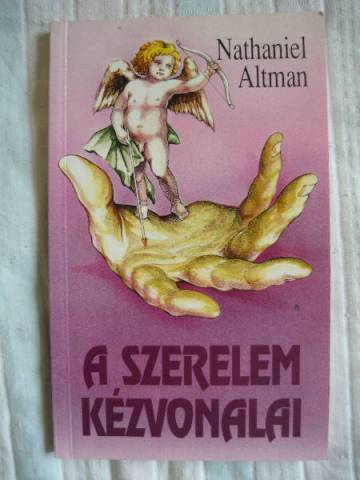 Nathaniel
Altman
A SZERELEM
KÉZVONALAI